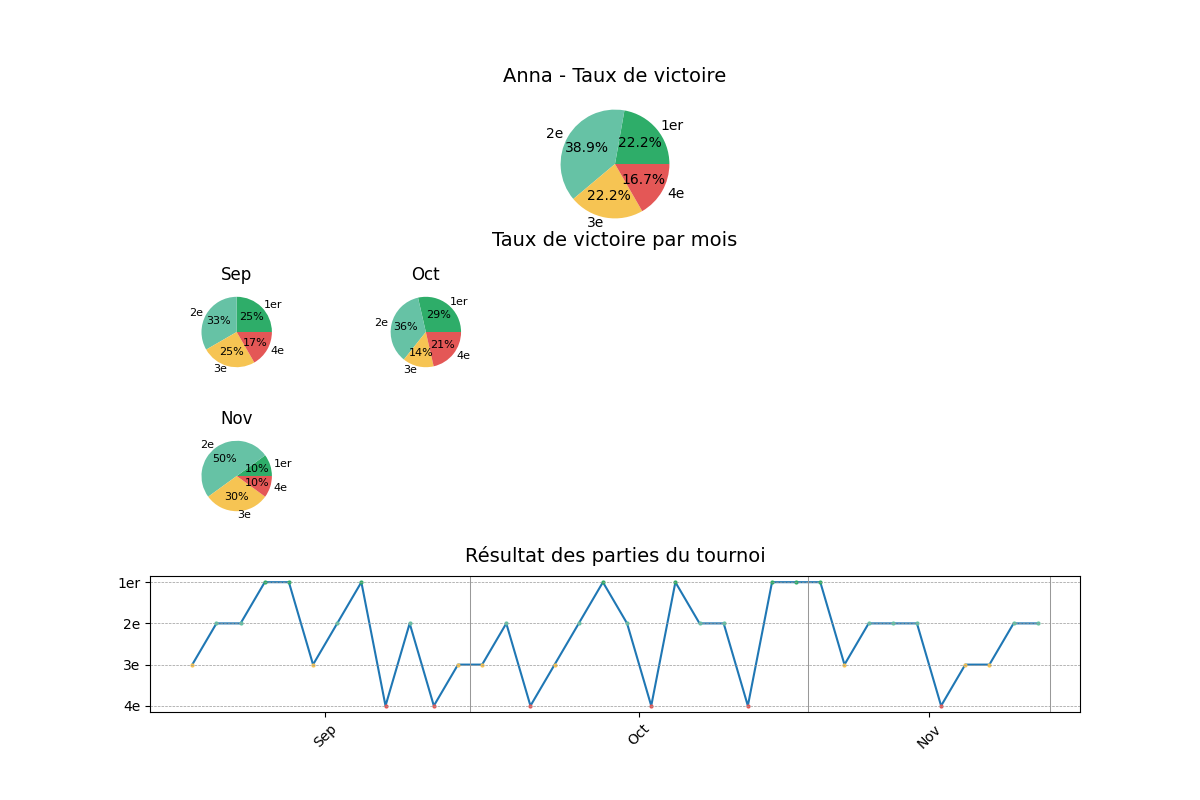 Anna - Taux de victoire
1er
22.2%
2e
38.9%
3e
22.2%
4e
16.7%
Taux de victoire par mois
Sep
1er
25%
2e
33%
3e
25%
4e
17%
Oct
1er
29%
2e
36%
3e
14%
4e
21%
Nov
1er
10%
2e
50%
3e
30%
4e
10%
Résultat des parties du tournoi
1er
2e
3e
4e
Sep
Oct
Nov